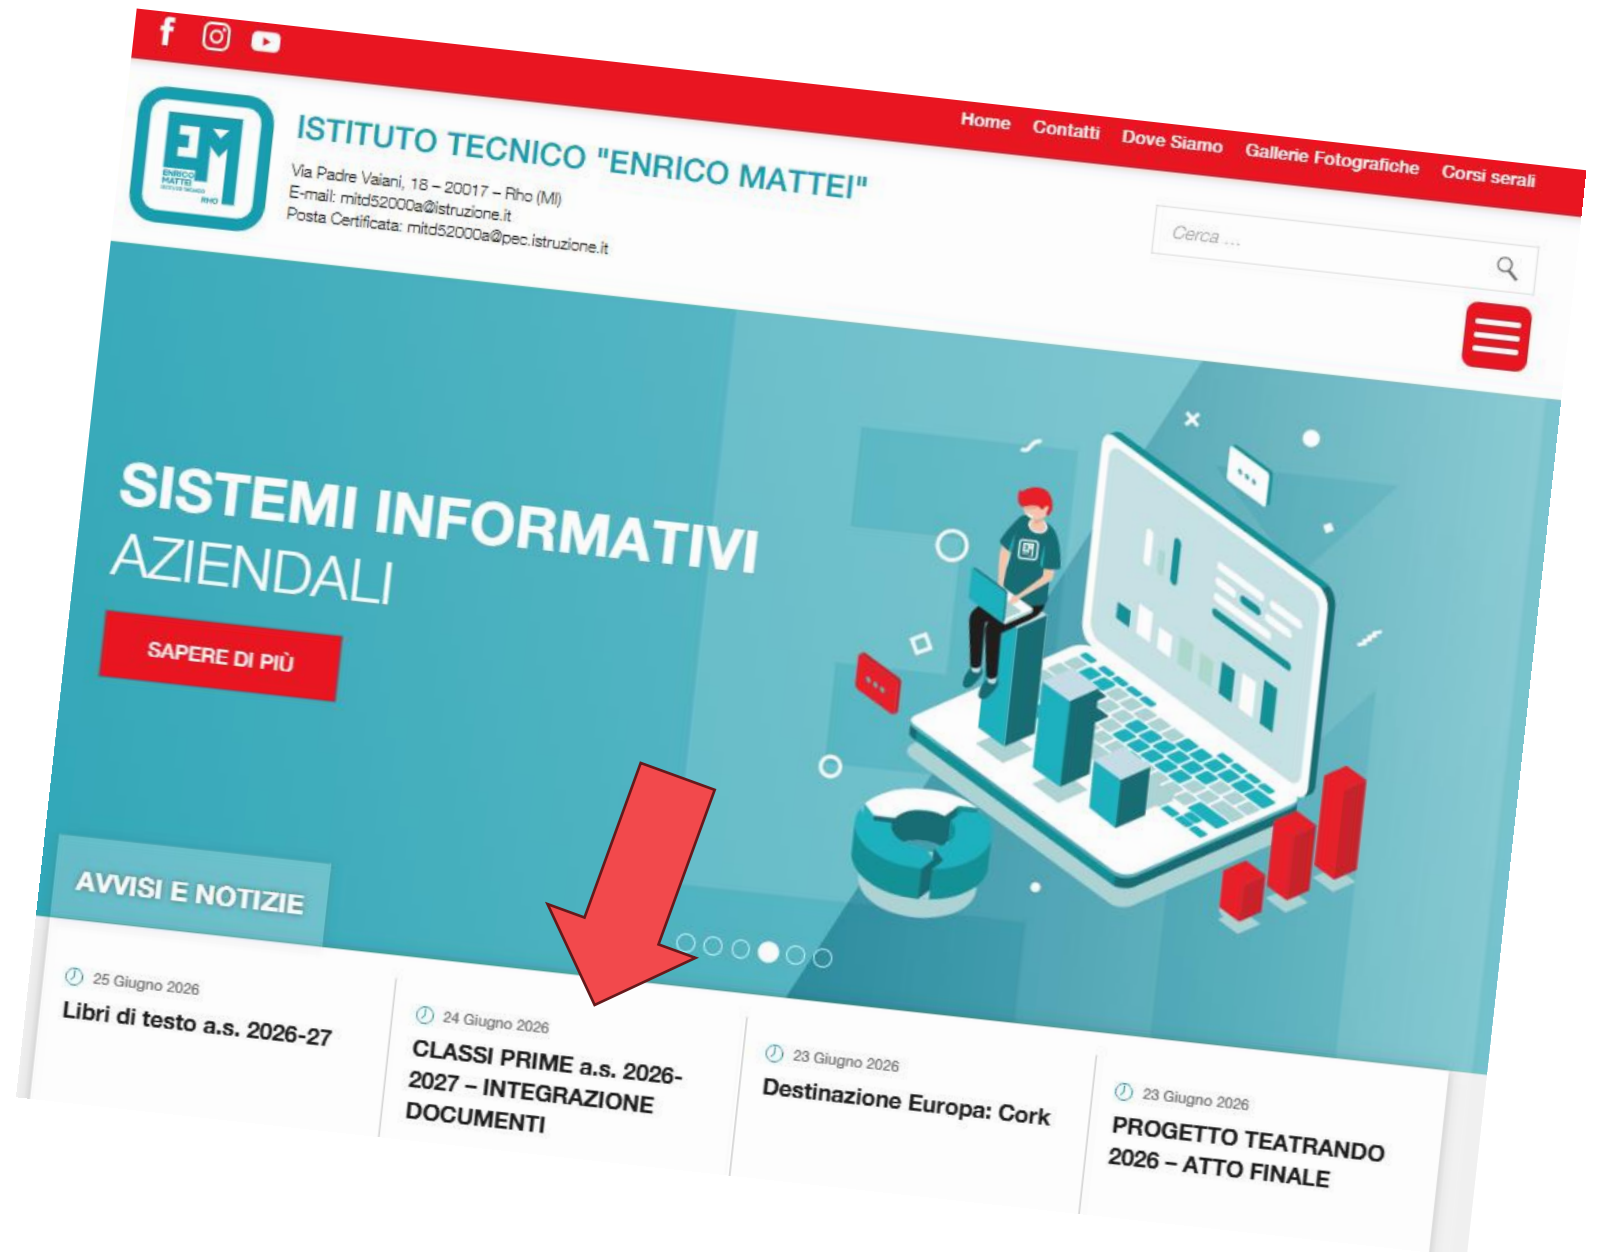 Home Contatti Dove Siamo Gallerie Fotografiche Corsi serali
ENRICO
MATTEI
RHO
ISTITUTO TECNICO "ENRICO MATTEI"
Via Padre Vaiani, 18 – 20017 – Rho (MI)
E-mail: mitd52000a@istruzione.it
Posta Certificata: mitd52000a@pec.istruzione.it
Cerca ...
SISTEMI INFORMATIVI
AZIENDALI
SAPERE DI PIÙ
AVVISI E NOTIZIE
25 Giugno 2026
Libri di testo a.s. 2026-27
24 Giugno 2026
CLASSI PRIME a.s. 2026-
2027 – INTEGRAZIONE
DOCUMENTI
23 Giugno 2026
Destinazione Europa: Cork
23 Giugno 2026
PROGETTO TEATRANDO
2026 – ATTO FINALE